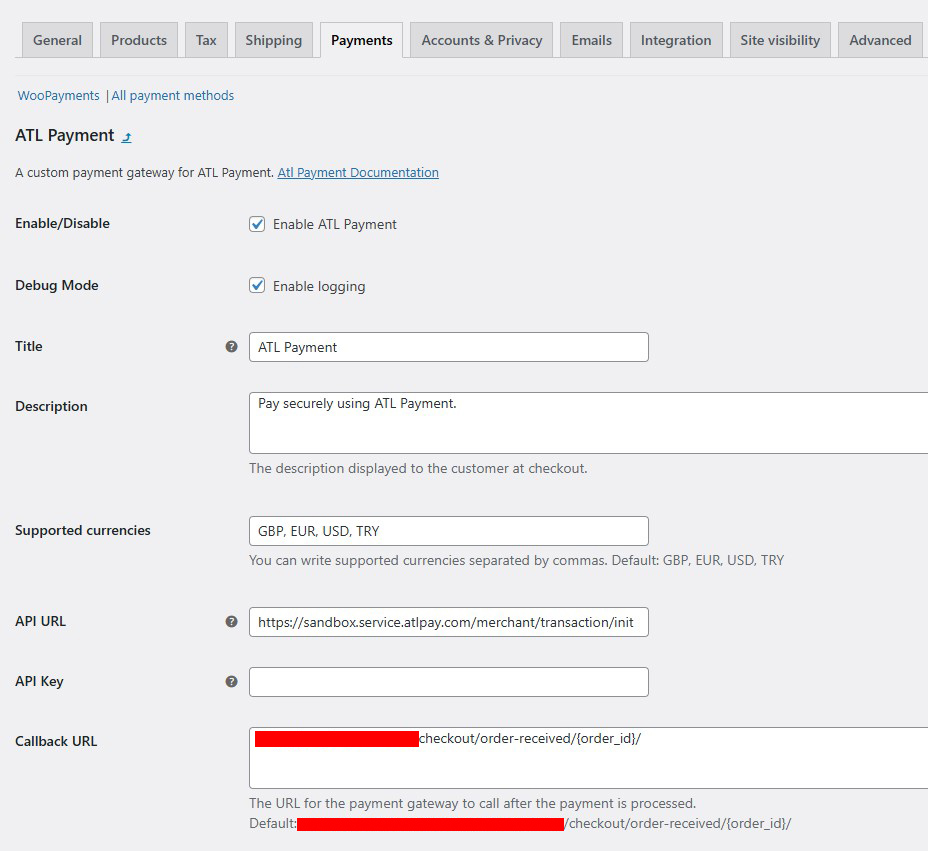 General Products Tax Shipping Payments Accounts & Privacy Emails Integration Site visibility Advanced
WooPayments | All payment methods
ATL Payment
A custom payment gateway for ATL Payment. Atl Payment Documentation
Enable/Disable Enable ATL Payment
Debug Mode Enable logging
Title ? ATL Payment
Description Pay securely using ATL Payment.
The description displayed to the customer at checkout.
Supported currencies GBP, EUR, USD, TRY
You can write supported currencies separated by commas. Default: GBP, EUR, USD, TRY
API URL ? https://sandbox.service.atlpay.com/merchant/transaction/init
API Key ?
Callback URL checkout/order-received/{order_id}/
The URL for the payment gateway to call after the payment is processed.
Default: /checkout/order-received/{order_id}/